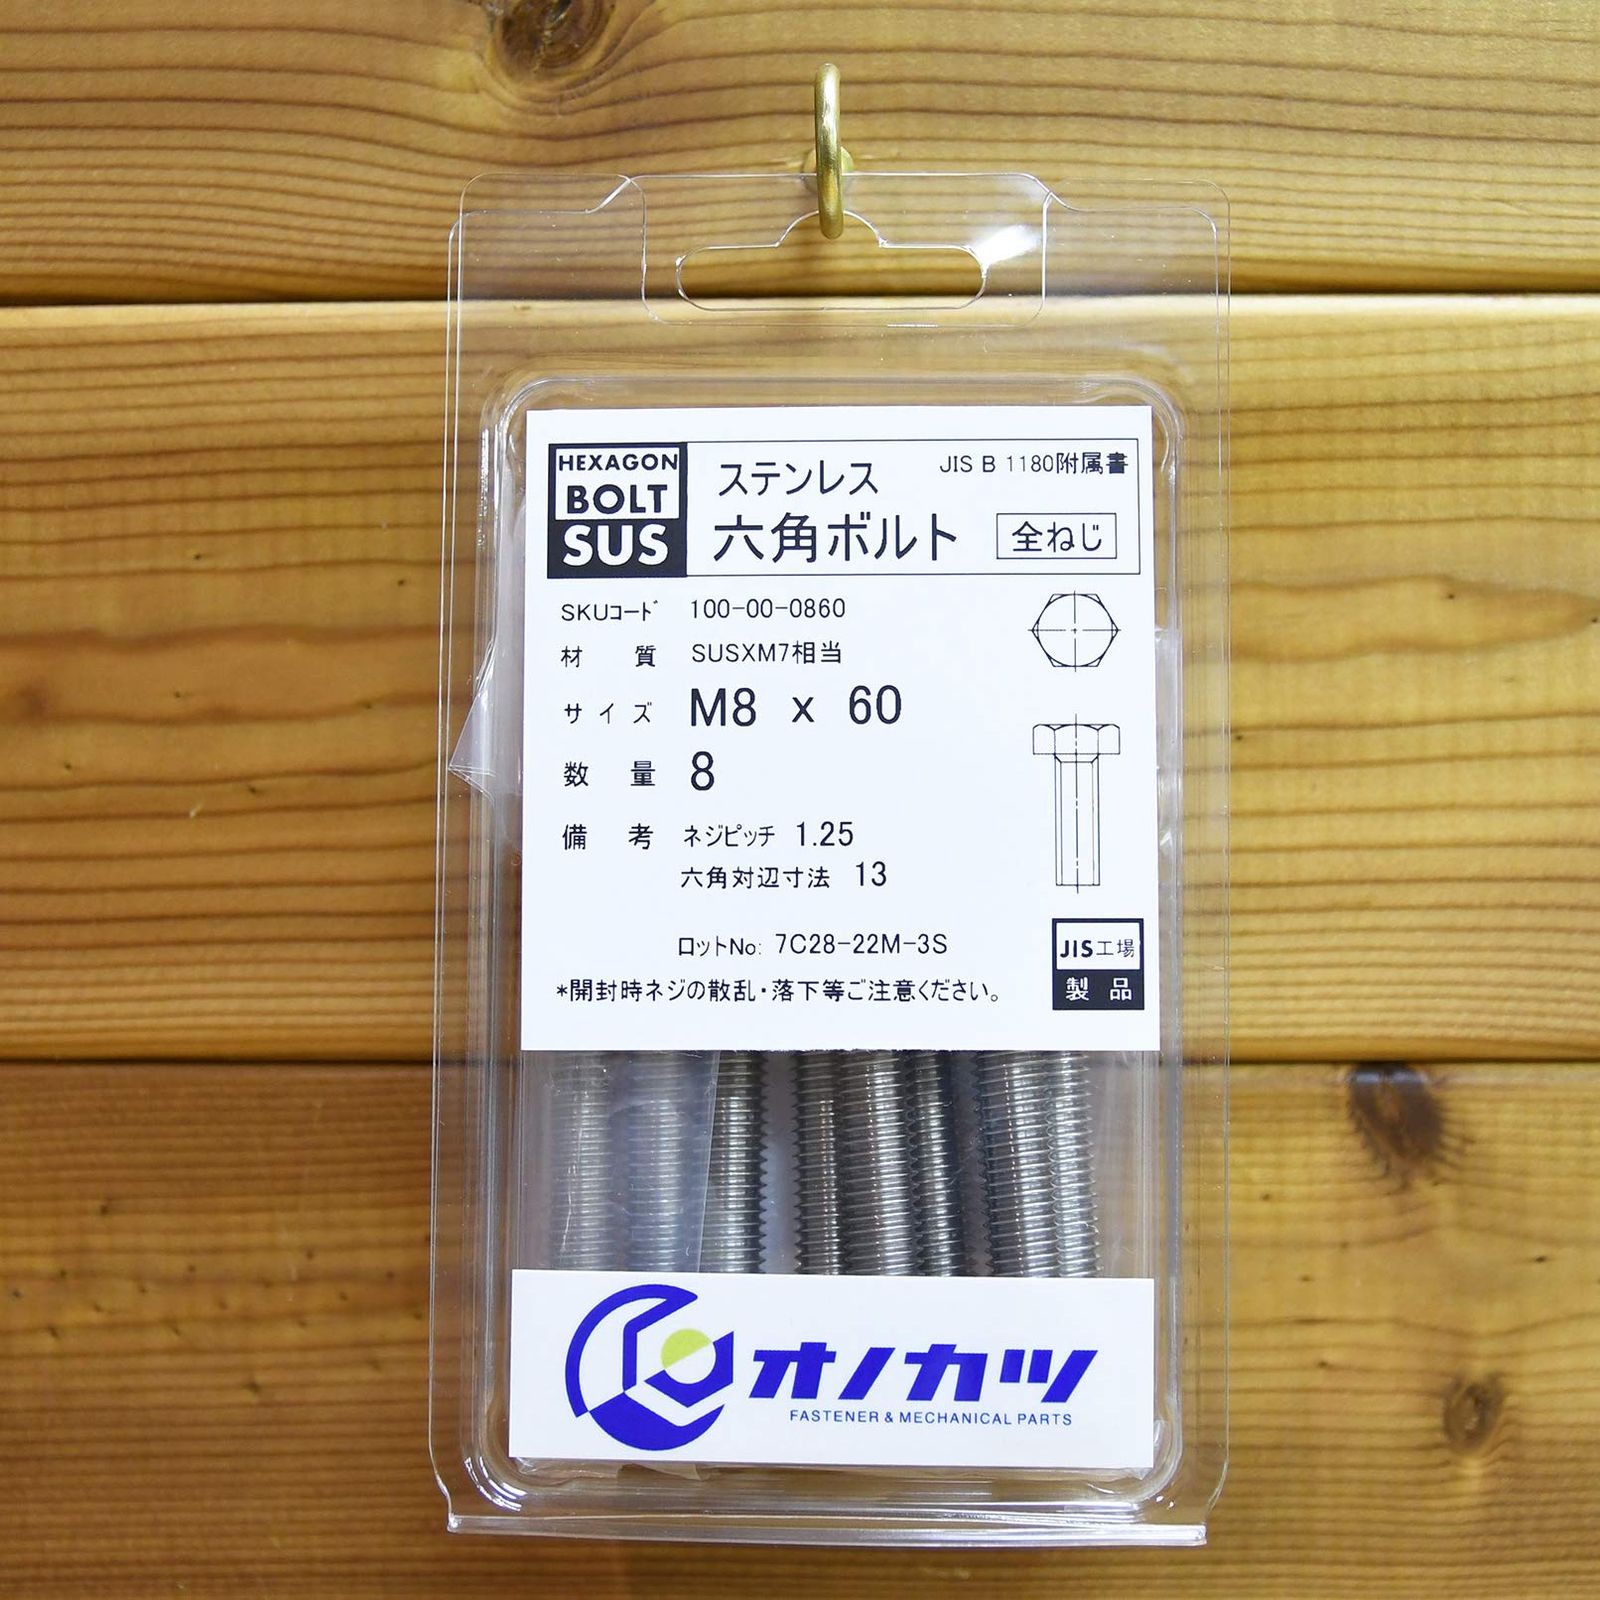 HEXAGON
BOLT
SUS
ステンレス
JIS B 1180附属書
六角ボルト 全ねじ
SKUコード 100-00-0860
材質 SUSXM7相当
サイズ M8 x 60
数量 8
備考 ネジピッチ 1.25
六角対辺寸法 13
ロットNo: 7C28-22M-3S
JIS工場
製品
*開封時ネジの散乱・落下等ご注意ください。
オノカツ
FASTENER & MECHANICAL PARTS